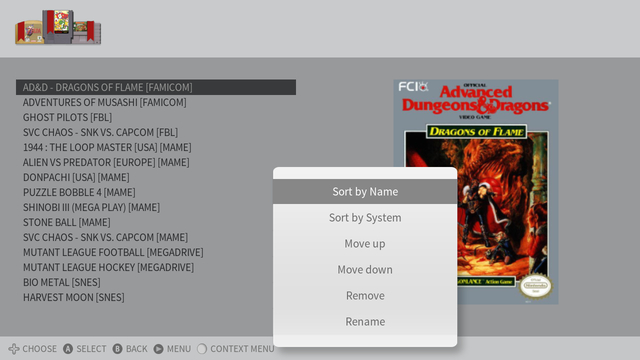 AD&D - DRAGONS OF FLAME [FAMICOM]
ADVENTURES OF MUSASHI [FAMICOM]
GHOST PILOTS [FBL]
SVC CHAOS - SNK VS. CAPCOM [FBL]
1944 : THE LOOP MASTER [USA] [MAME]
ALIEN VS PREDATOR [EUROPE] [MAME]
DONPACHI [USA] [MAME]
PUZZLE BOBBLE 4 [MAME]
SHINOBI III (MEGA PLAY) [MAME]
STONE BALL [MAME]
SVC CHAOS - SNK VS. CAPCOM [MAME]
MUTANT LEAGUE FOOTBALL [MEGADRIVE]
MUTANT LEAGUE HOCKEY [MEGADRIVE]
BIO METAL [SNES]
HARVEST MOON [SNES]
FCI
OFFICIAL
Advanced
Dungeons & Dragons
VIDEO GAME
DRAGONS OF FLAME
Action Game
Nintendo
Sort by Name
Sort by System
Move up
Move down
Remove
Rename
CHOOSE A SELECT B BACK MENU CONTEXT MENU